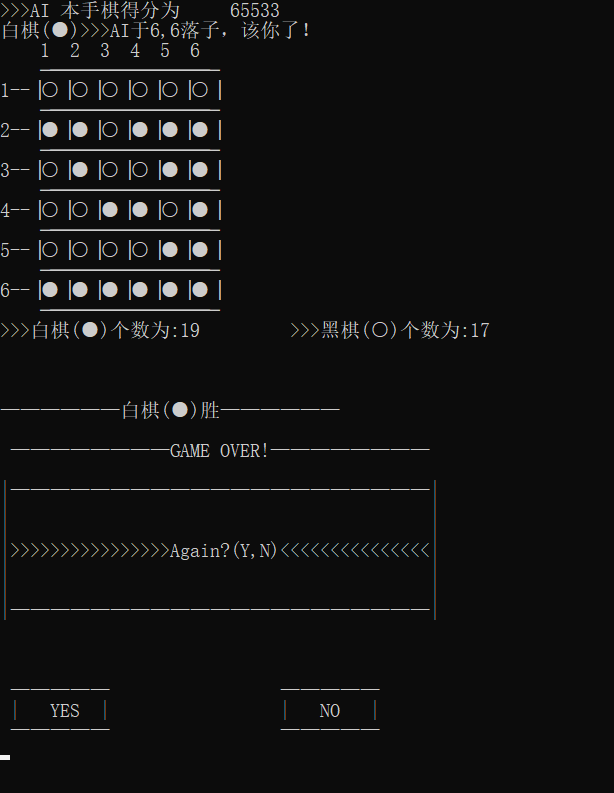 >>>AI 本手棋得分为     65533
白棋(●)>>>AI于6,6落子，该你了！
1 2 3 4 5 6
1-- |○|○|○|○|○|○|
2-- |●|●|○|●|●|●|
3-- |○|●|○|○|●|●|
4-- |○|○|●|●|○|●|
5-- |○|○|○|○|●|●|
6-- |●|●|●|●|●|●|
>>>白棋(●)个数为:19         >>>黑棋(○)个数为:17
——————白棋(●)胜——————
————————GAME OVER!————————
>>>>>>>>>>>>>>>>Again?(Y,N)<<<<<<<<<<<<<<<
| YES |                 | NO |